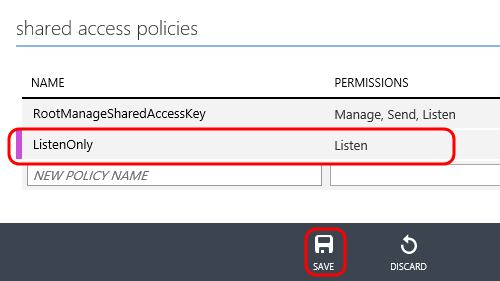 shared access policies
NAME PERMISSIONS
RootManageSharedAccessKey Manage, Send, Listen
ListenOnly Listen
NEW POLICY NAME
SAVE DISCARD